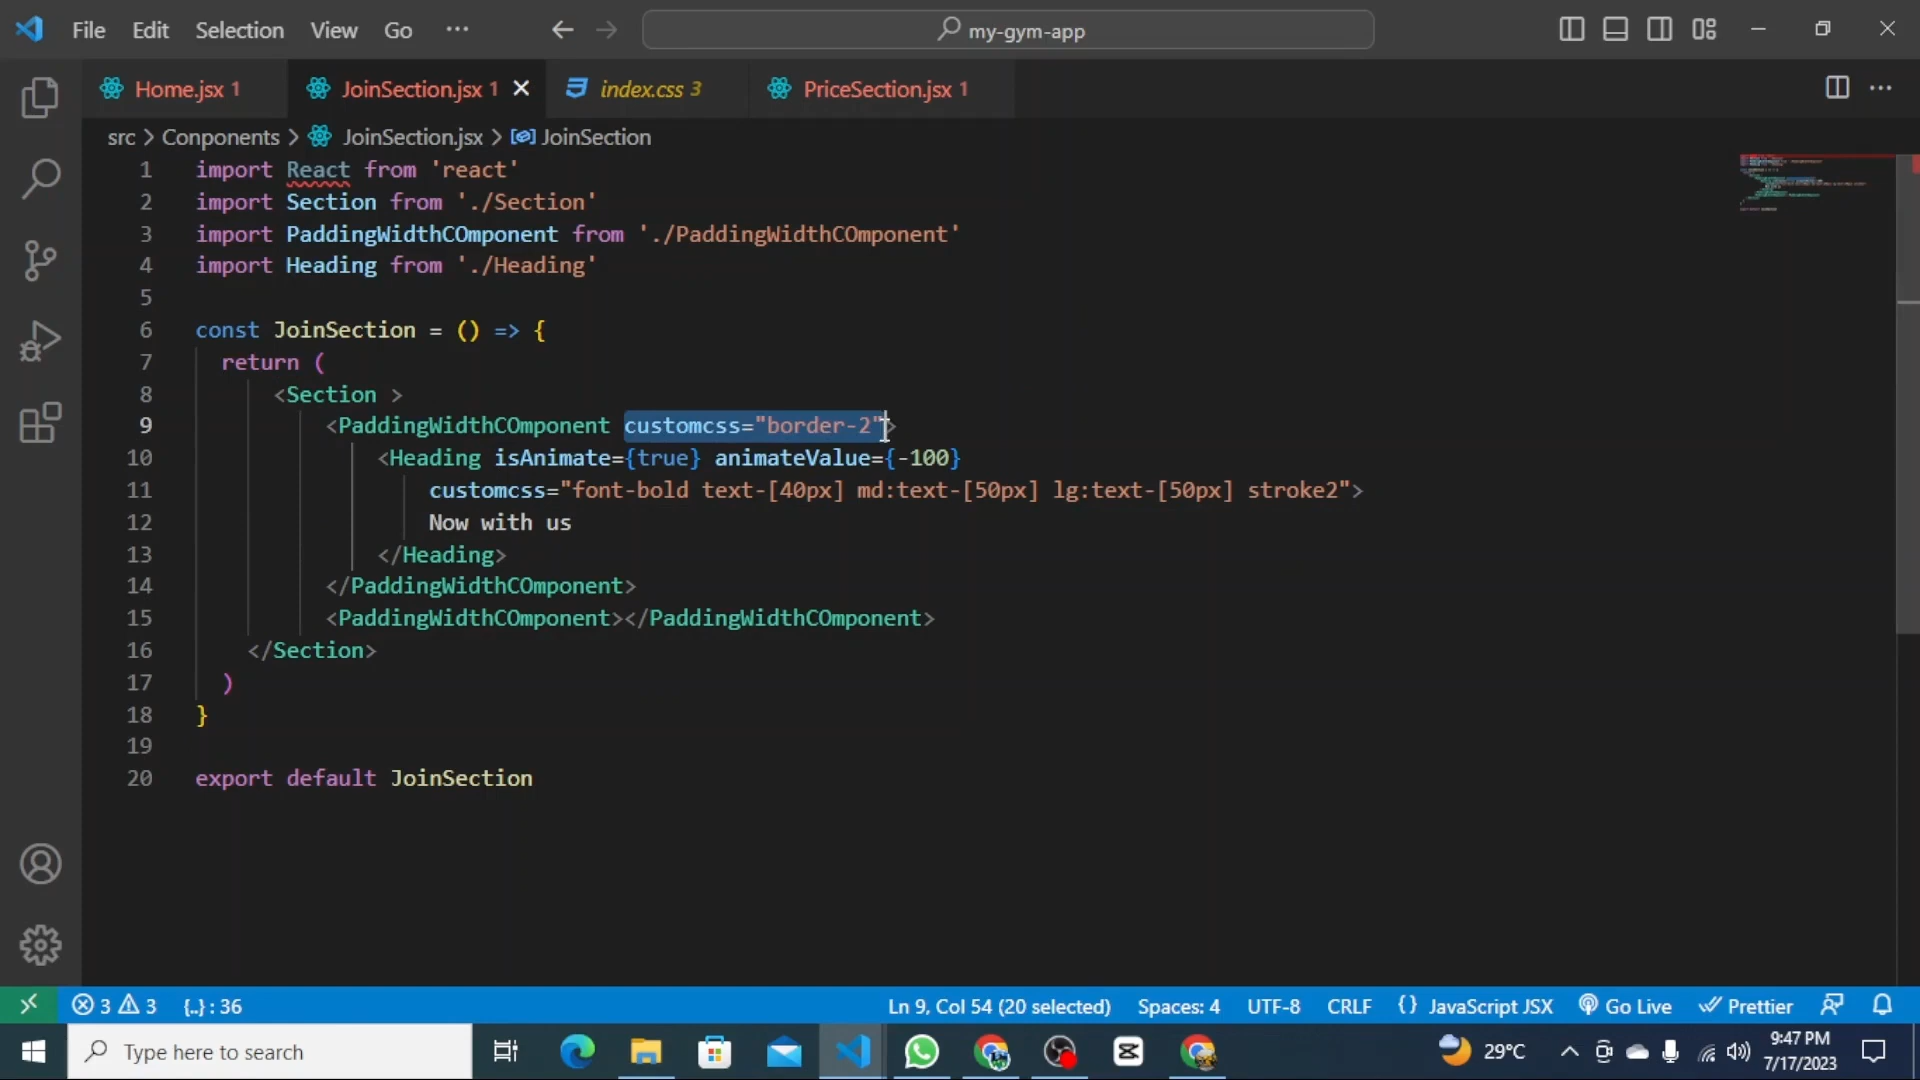 File Edit Selection View Go ··· my-gym-app
Home.jsx 1 JoinSection.jsx 1 index.css 3 PriceSection.jsx 1
src > Conponents > JoinSection.jsx > JoinSection
1 import React from 'react'
2 import Section from './Section'
3 import PaddingWidthCOmponent from './PaddingWidthCOmponent'
4 import Heading from './Heading'
5
6 const JoinSection = () => {
7 return (
8 <Section >
9 <PaddingWidthCOmponent customcss="border-2">
10 <Heading isAnimate={true} animateValue={-100}
11 customcss="font-bold text-[40px] md:text-[50px] lg:text-[50px] stroke2">
12 Now with us
13 </Heading>
14 </PaddingWidthCOmponent>
15 <PaddingWidthCOmponent></PaddingWidthCOmponent>
16 </Section>
17 )
18 }
19
20 export default JoinSection
3 3 {..} : 36 Ln 9, Col 54 (20 selected) Spaces: 4 UTF-8 CRLF {} JavaScript JSX Go Live Prettier
Type here to search 29°C 9:47 PM
7/17/2023